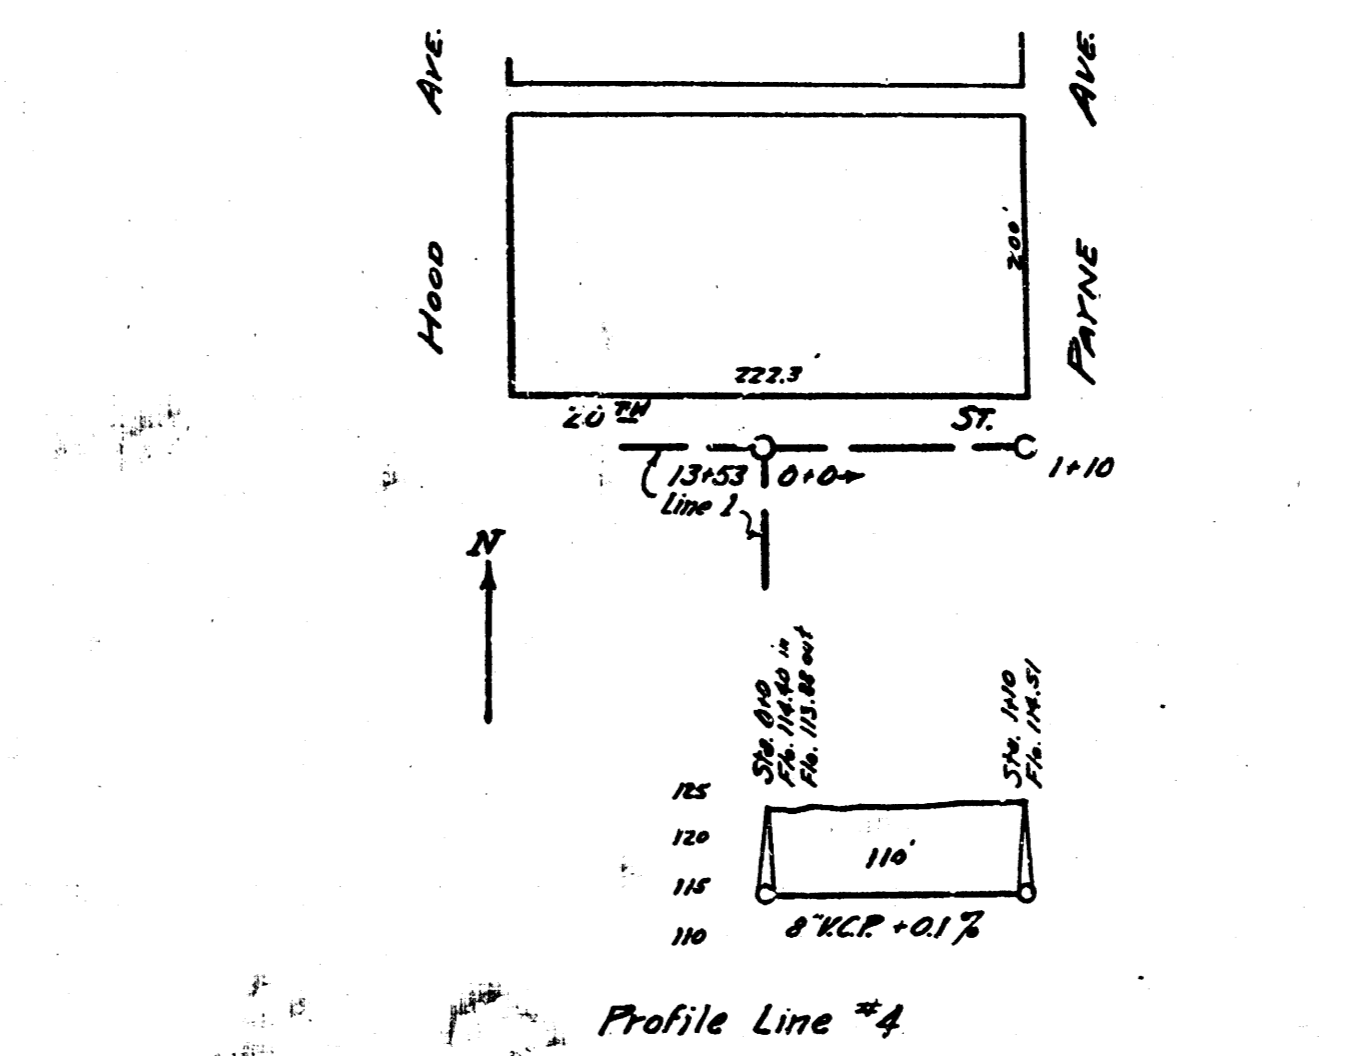 HOOD AVE.
PAYNE AVE.
200'
222.3'
20TH ST.
13+53
0+0
1+10
Line 1
N
Sta. 0+0
Flo. 114.40 in
Flo. 113.88 out
Sta. 1+10
Flo. 114.51
125
120
115
110
110'
8" V.C.P. +0.1%
Profile Line #4